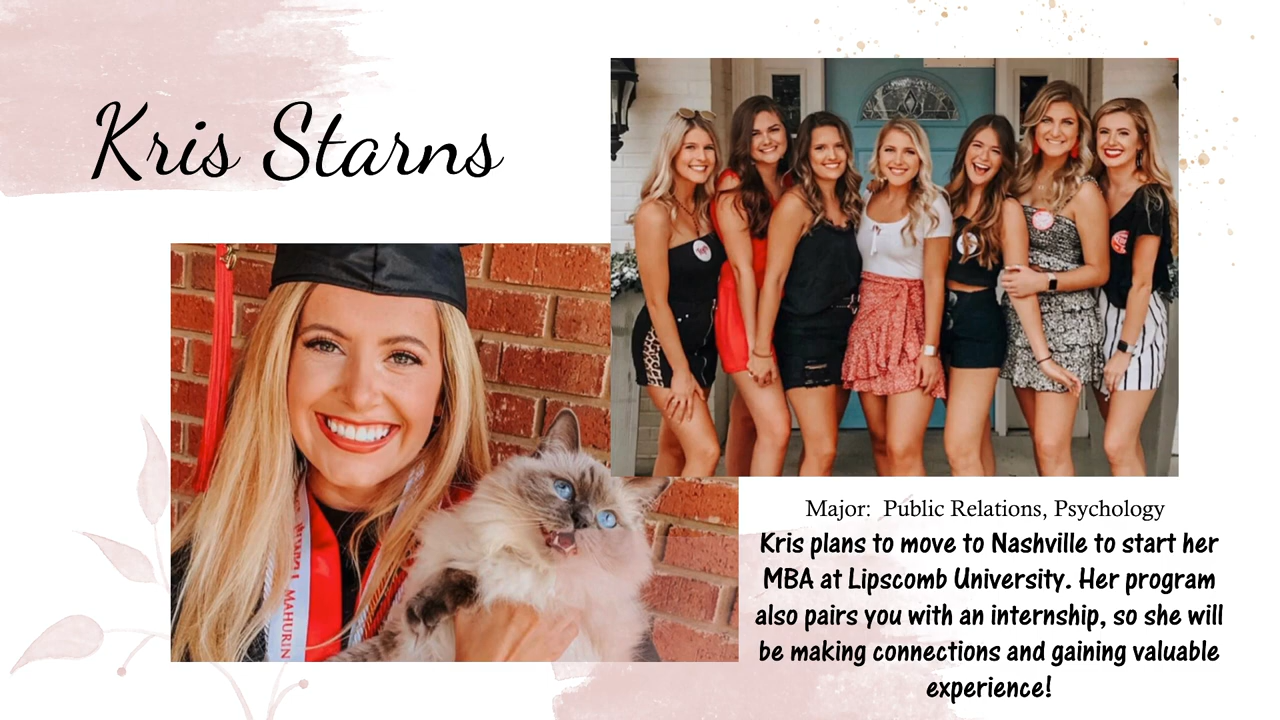 Kris Starns
MAHURIN
Major:  Public Relations, Psychology
Kris plans to move to Nashville to start her
MBA at Lipscomb University. Her program
also pairs you with an internship, so she will
be making connections and gaining valuable
experience!